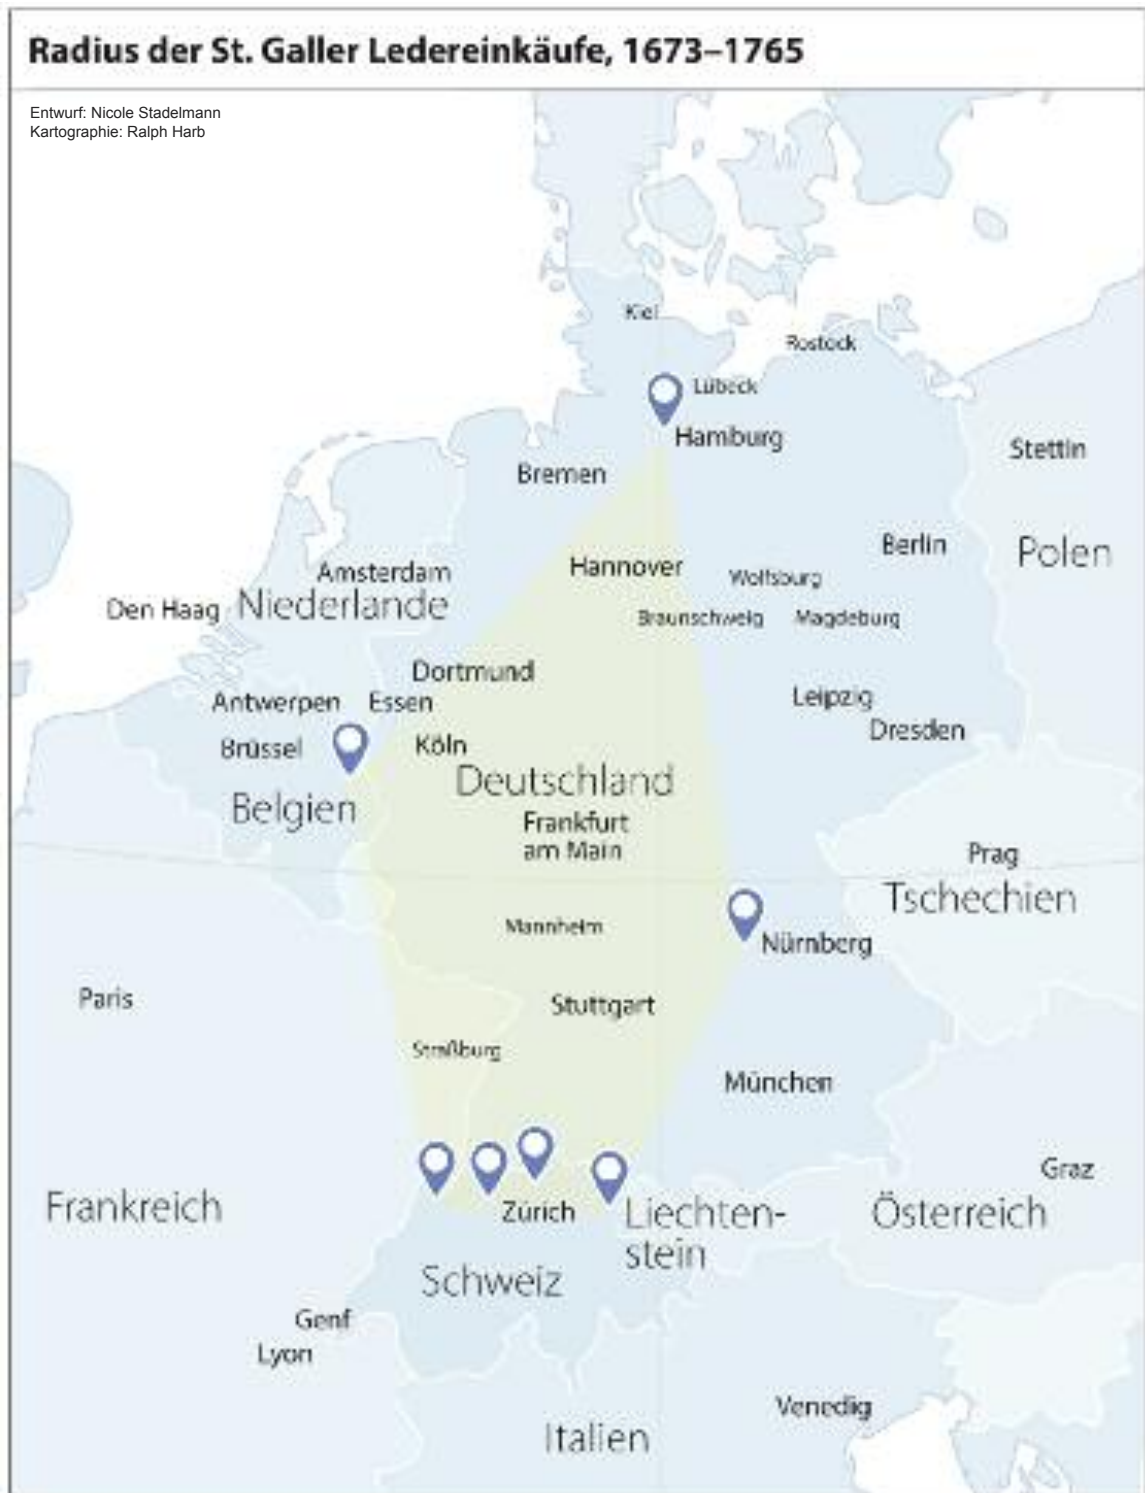 Radius der St. Galler Ledereinkäufe, 1673–1765
Entwurf: Nicole Stadelmann
Kartographie: Ralph Harb
Kiel
Rostock
Lübeck
Hamburg
Bremen
Stettin
Berlin
Polen
Hannover
Wolfsburg
Amsterdam
Den Haag
Niederlande
Braunschweig
Magdeburg
Dortmund
Antwerpen
Essen
Leipzig
Dresden
Brüssel
Köln
Deutschland
Belgien
Frankfurt
am Main
Prag
Tschechien
Mannheim
Nürnberg
Paris
Stuttgart
Straßburg
München
Graz
Frankreich
Zürich
Liechten-
stein
Österreich
Schweiz
Genf
Lyon
Venedig
Italien